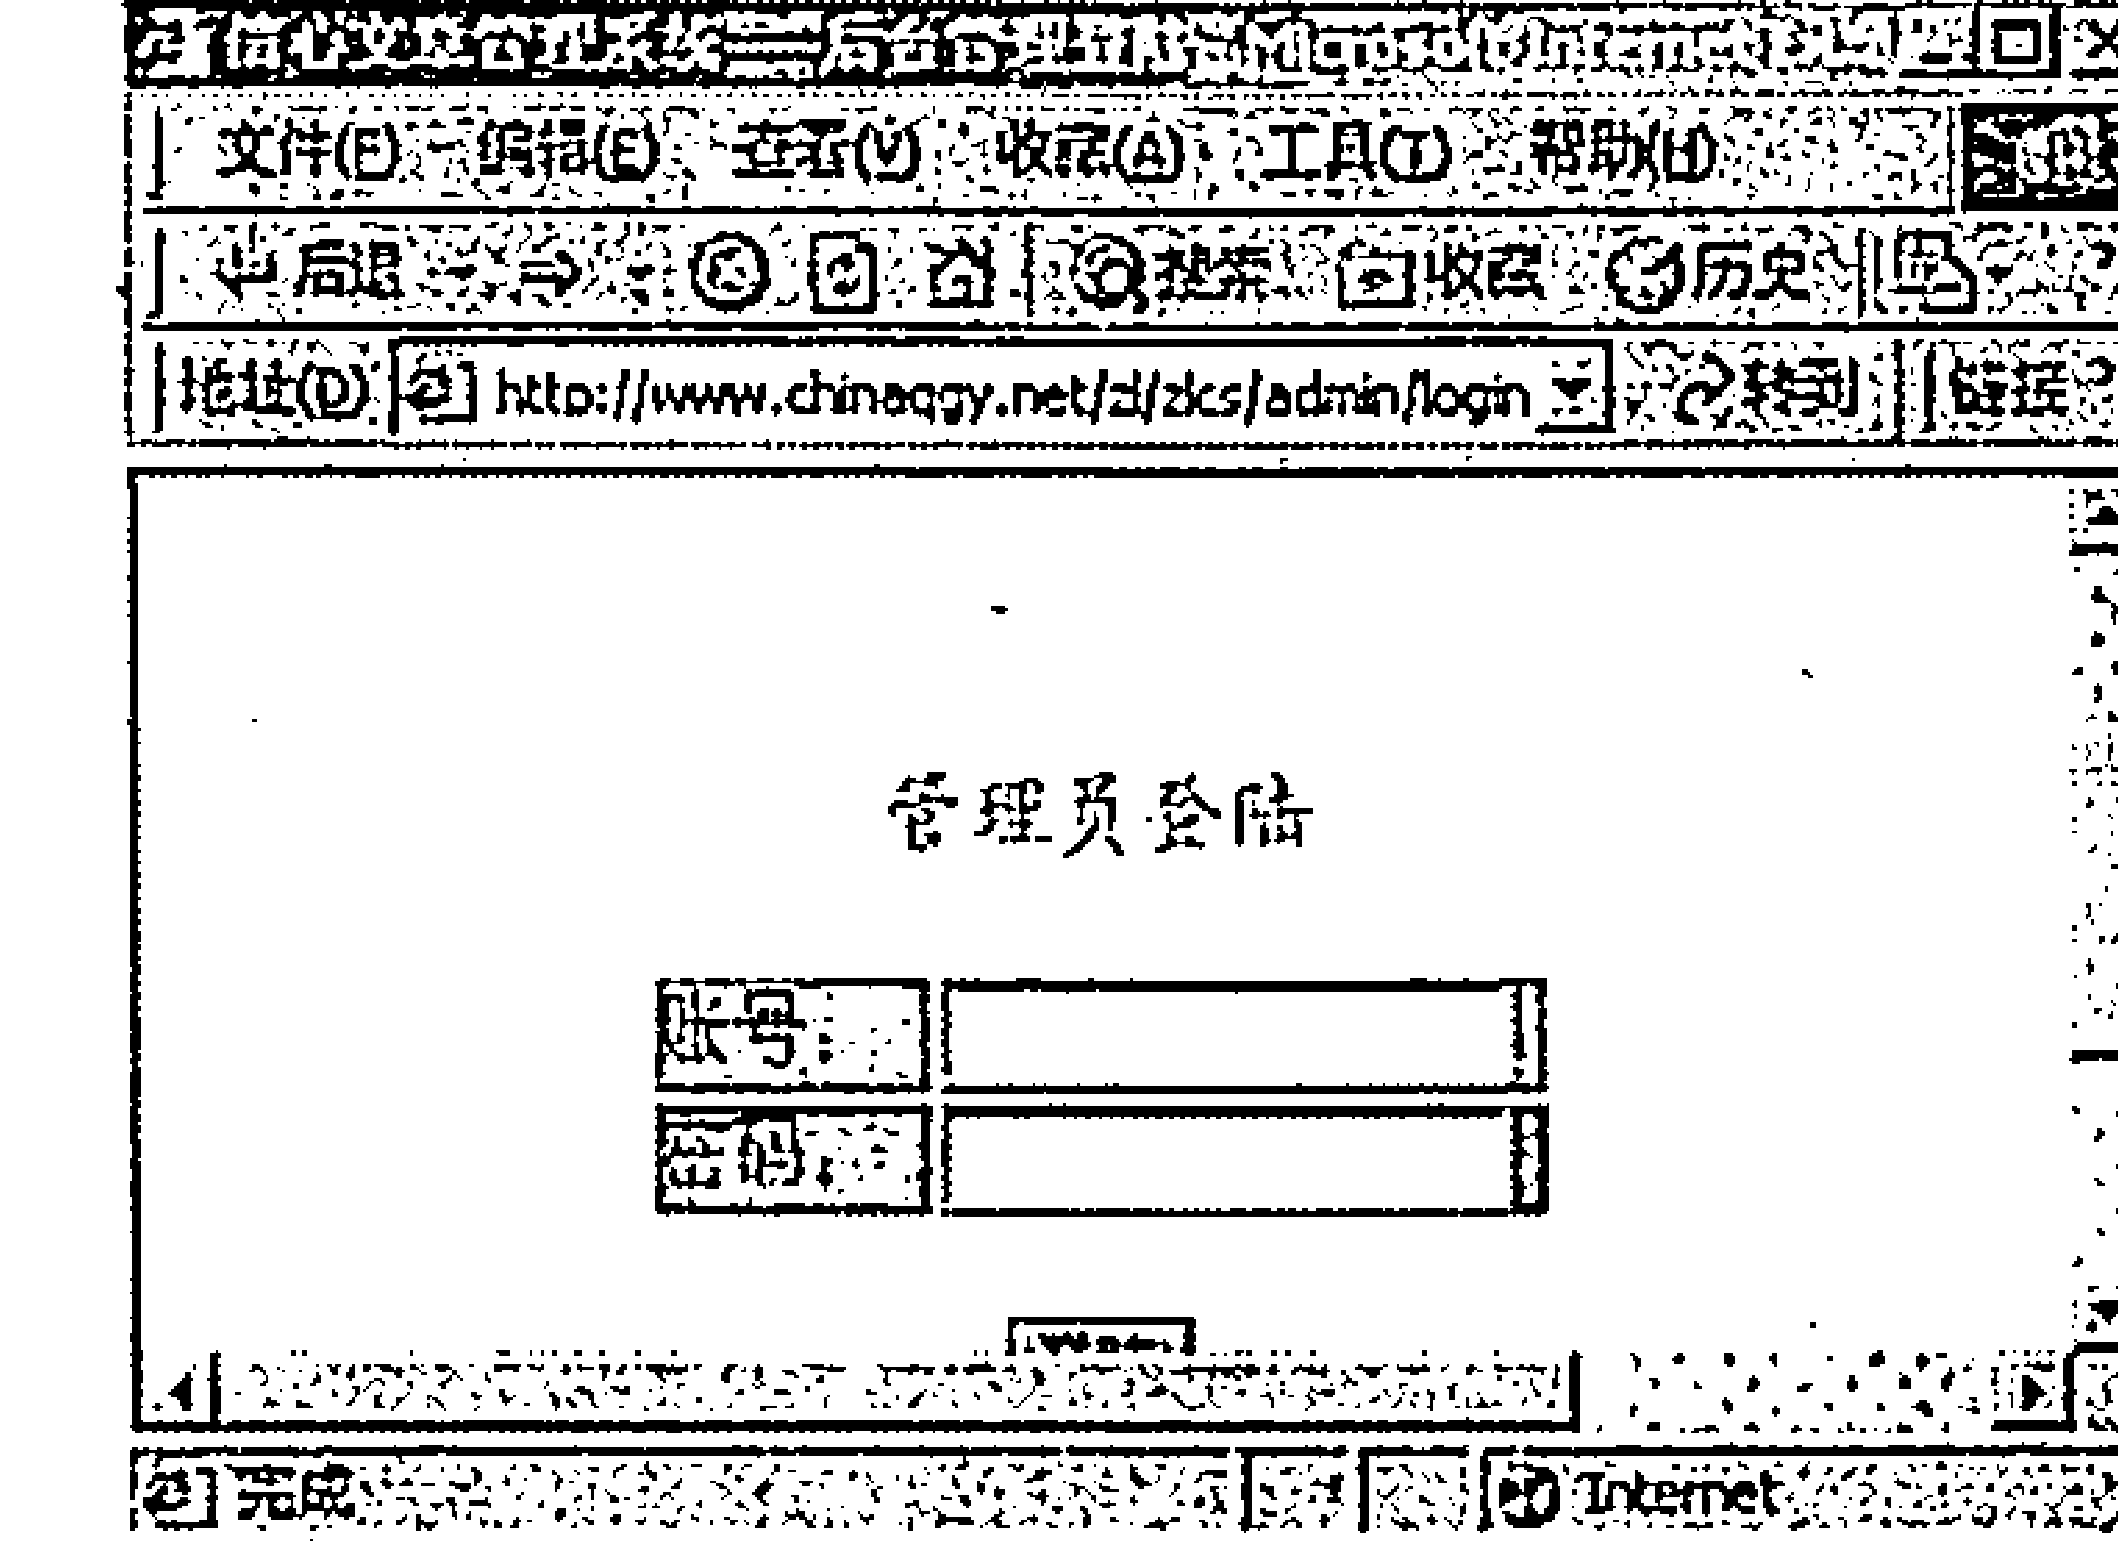 文件(F) 编辑(E) 查看(V) 收藏(A) 工具(T) 帮助(H)
后退 搜索 收藏 历史
地址(D) http://www.chinaqgy.net/zl/zkcs/admin/login 转到 链接
管理员登陆
帐号:
密码:
完成 Internet